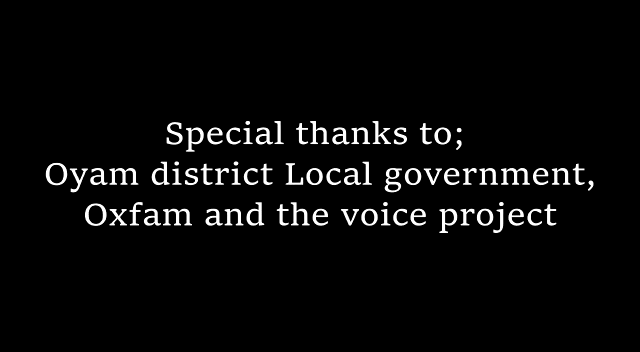 Special thanks to;
Oyam district Local government,
Oxfam and the voice project